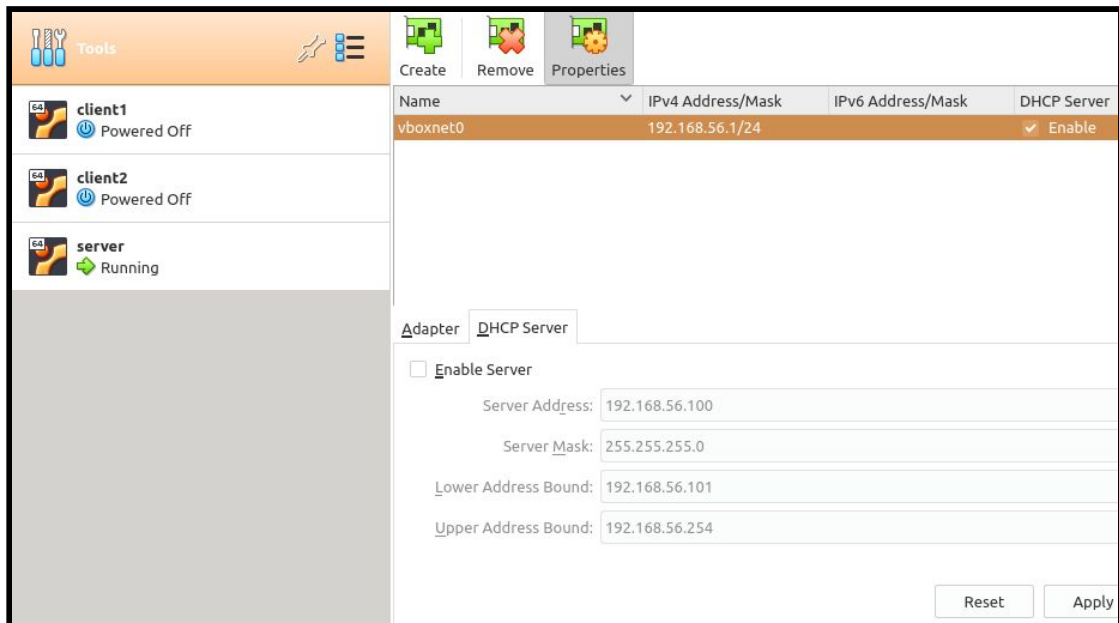 Tools
Create Remove Properties
Name IPv4 Address/Mask IPv6 Address/Mask DHCP Server
vboxnet0 192.168.56.1/24 Enable
64
client1
Powered Off
64
client2
Powered Off
64
server
Running
Adapter DHCP Server
Enable Server
Server Address: 192.168.56.100
Server Mask: 255.255.255.0
Lower Address Bound: 192.168.56.101
Upper Address Bound: 192.168.56.254
Reset Apply